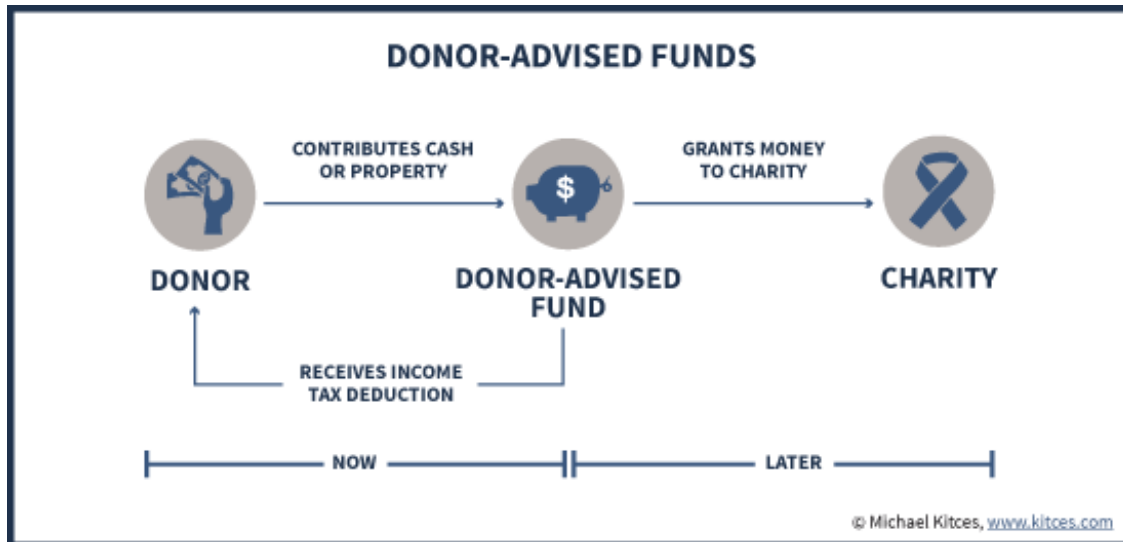 DONOR-ADVISED FUNDS
CONTRIBUTES CASH
OR PROPERTY
GRANTS MONEY
TO CHARITY
$
DONOR
DONOR-ADVISED
FUND
CHARITY
RECEIVES INCOME
TAX DEDUCTION
NOW
LATER
© Michael Kitces, www.kitces.com